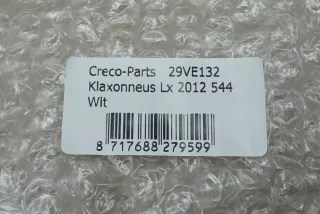 Creco-Parts 29VE132
Klaxonneus Lx 2012 544
Wit
8 717688 279599